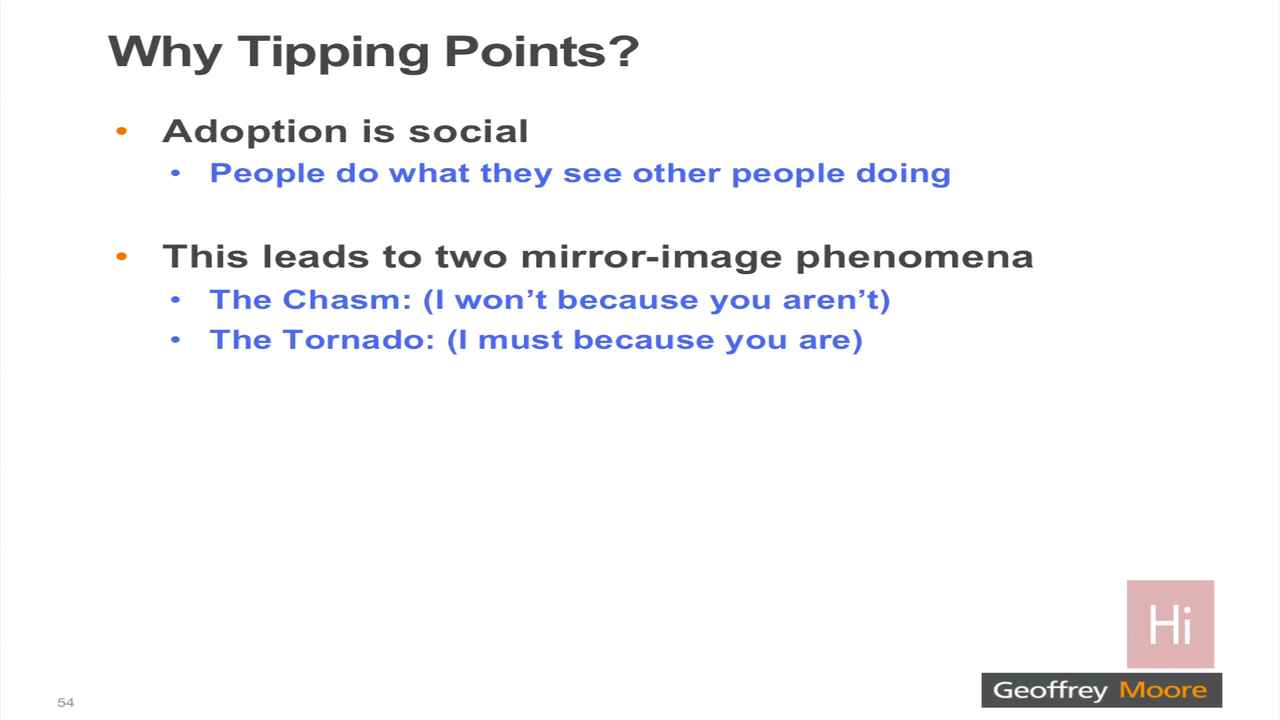 Why Tipping Points?
• Adoption is social
• People do what they see other people doing
• This leads to two mirror-image phenomena
• The Chasm: (I won’t because you aren’t)
• The Tornado: (I must because you are)
Hi
Geoffrey Moore
54